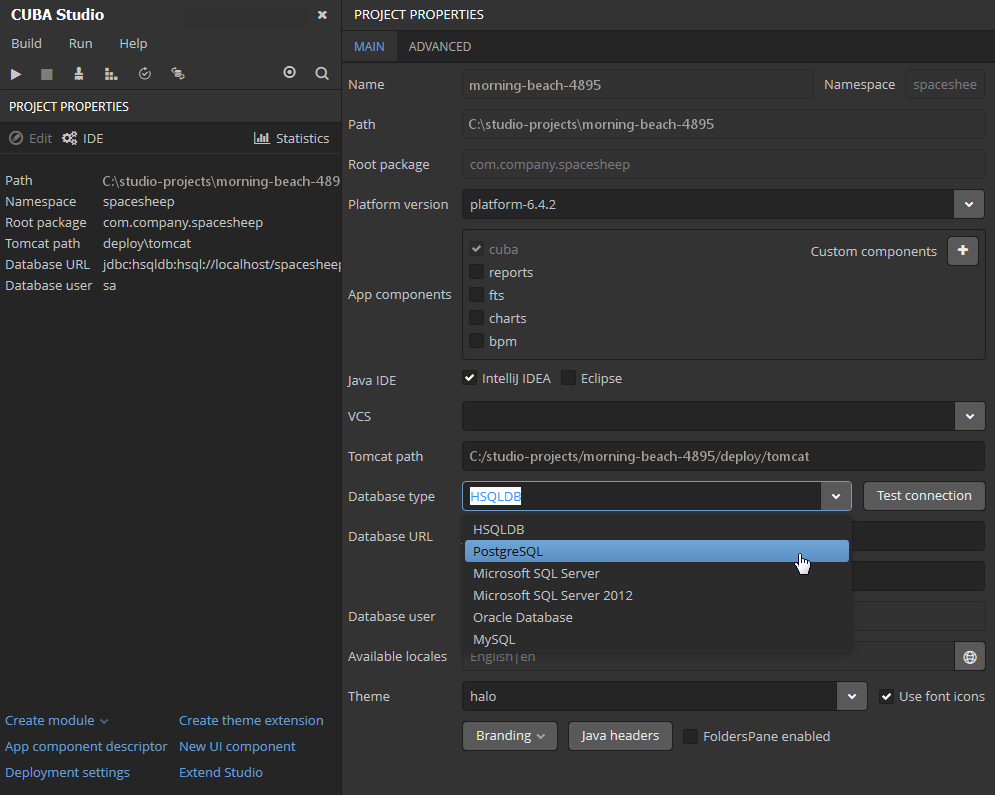 CUBA Studio
Build Run Help
PROJECT PROPERTIES
Edit IDE Statistics
Path C:\studio-projects\morning-beach-489
Namespace spacesheep
Root package com.company.spacesheep
Tomcat path deploy\tomcat
Database URL jdbc:hsqldb:hsql://localhost/spacesheep
Database user sa
Create module Create theme extension
App component descriptor New UI component
Deployment settings Extend Studio
PROJECT PROPERTIES
MAIN ADVANCED
Name morning-beach-4895 Namespace spaceshee
Path C:\studio-projects\morning-beach-4895
Root package com.company.spacesheep
Platform version platform-6.4.2
App components
cuba Custom components +
reports
fts
charts
bpm
Java IDE IntelliJ IDEA Eclipse
VCS
Tomcat path C:/studio-projects/morning-beach-4895/deploy/tomcat
Database type HSQLDB Test connection
Database URL
HSQLDB
PostgreSQL
Microsoft SQL Server
Microsoft SQL Server 2012
Oracle Database
MySQL
Database user
Available locales English|en
Theme halo Use font icons
Branding Java headers FoldersPane enabled